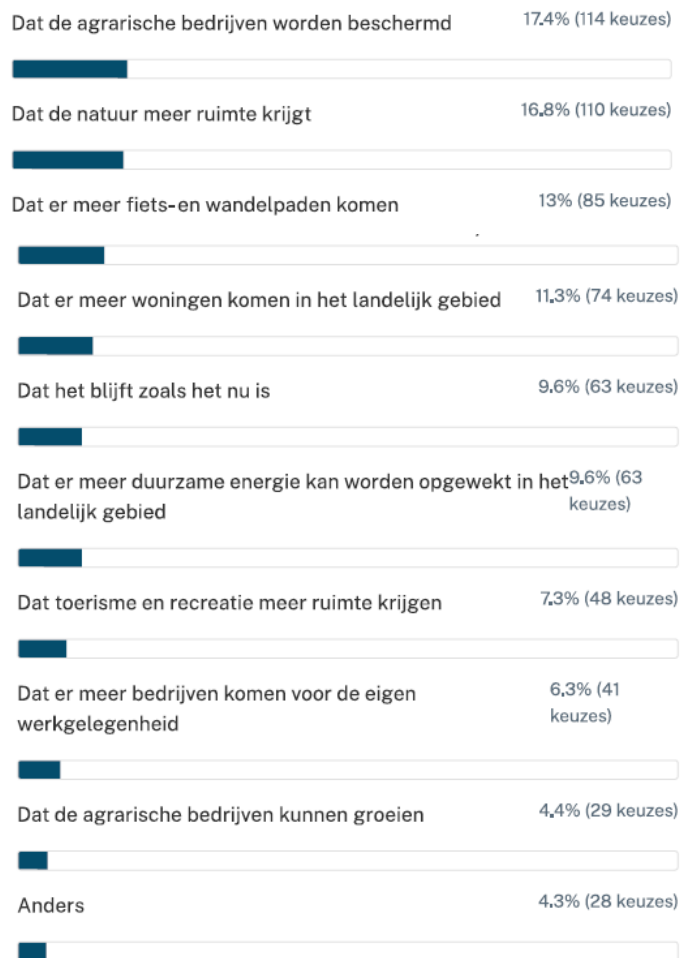 Dat de agrarische bedrijven worden beschermd 17.4% (114 keuzes)
Dat de natuur meer ruimte krijgt 16.8% (110 keuzes)
Dat er meer fiets-en wandelpaden komen 13% (85 keuzes)
Dat er meer woningen komen in het landelijk gebied 11.3% (74 keuzes)
Dat het blijft zoals het nu is 9.6% (63 keuzes)
Dat er meer duurzame energie kan worden opgewekt in het 9.6% (63
landelijk gebied keuzes)
Dat toerisme en recreatie meer ruimte krijgen 7.3% (48 keuzes)
Dat er meer bedrijven komen voor de eigen 6.3% (41
werkgelegenheid keuzes)
Dat de agrarische bedrijven kunnen groeien 4.4% (29 keuzes)
Anders 4.3% (28 keuzes)